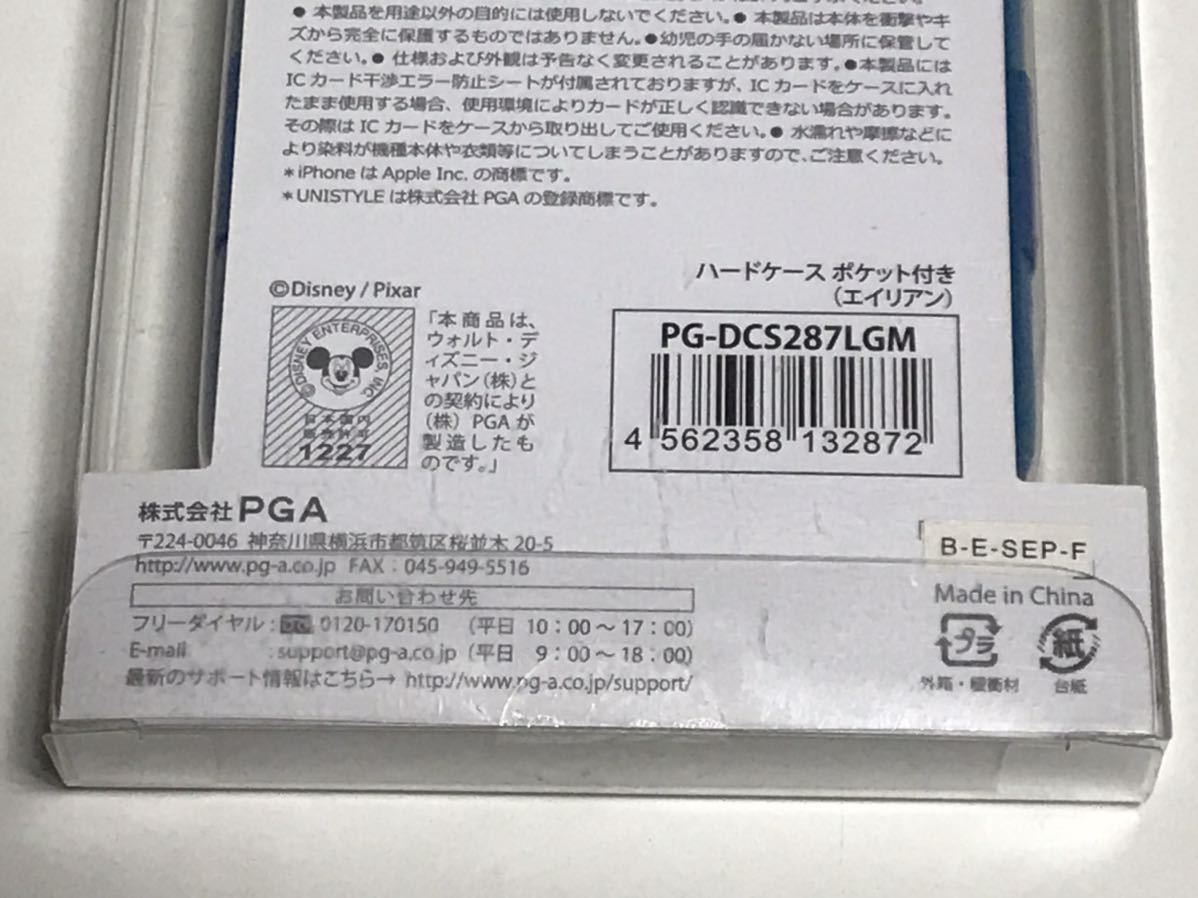 ● 本製品を用途以外の目的には使用しないでください。● 本製品は本体を衝撃やキ
ズから完全に保護するものではありません。●幼児の手の届かない場所に保管して
ください。● 仕様および外観は予告なく変更されることがあります。●本製品には
ICカード干渉エラー防止シートが付属されておりますが、ICカードをケースに入れ
たまま使用する場合、使用環境によりカードが正しく認識できない場合があります。
その際はICカードをケースから取り出してご使用ください。● 水濡れや摩擦などに
より染料が機種本体や衣類等についてしまうことがありますので、ご注意ください。
＊iPhoneはApple Inc.の商標です。
＊UNISTYLEは株式会社PGAの登録商標です。
©Disney / Pixar
©DISNEY ENTERPRISES, INC.
日本国内
販売許可
1227
「本商品は、
ウォルト・デ
ィズニー・ジ
ャパン(株)と
の契約により
(株) PGAが
製造したも
のです。」
ハードケース ポケット付き
（エイリアン）
PG-DCS287LGM
4 562358 132872
株式会社 PGA
〒224-0046 神奈川県横浜市都筑区桜並木 20-5
http://www.pg-a.co.jp FAX：045-949-5516
お問い合わせ先
フリーダイヤル： 0120-170150 （平日 10：00～17：00）
E-mail ：support@pg-a.co.jp（平日 9：00～18：00）
最新のサポート情報はこちら→ http://www.pg-a.co.jp/support/
B-E-SEP-F
Made in China
プラ
外箱・緩衝材
紙
台紙